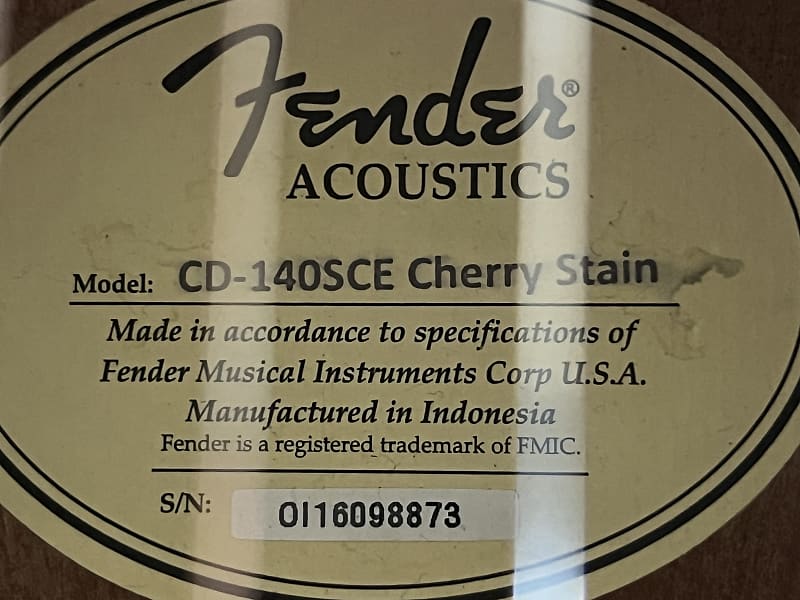 Fender®
ACOUSTICS
Model: CD-140SCE Cherry Stain
Made in accordance to specifications of
Fender Musical Instruments Corp U.S.A.
Manufactured in Indonesia
Fender is a registered trademark of FMIC.
S/N: OI16098873